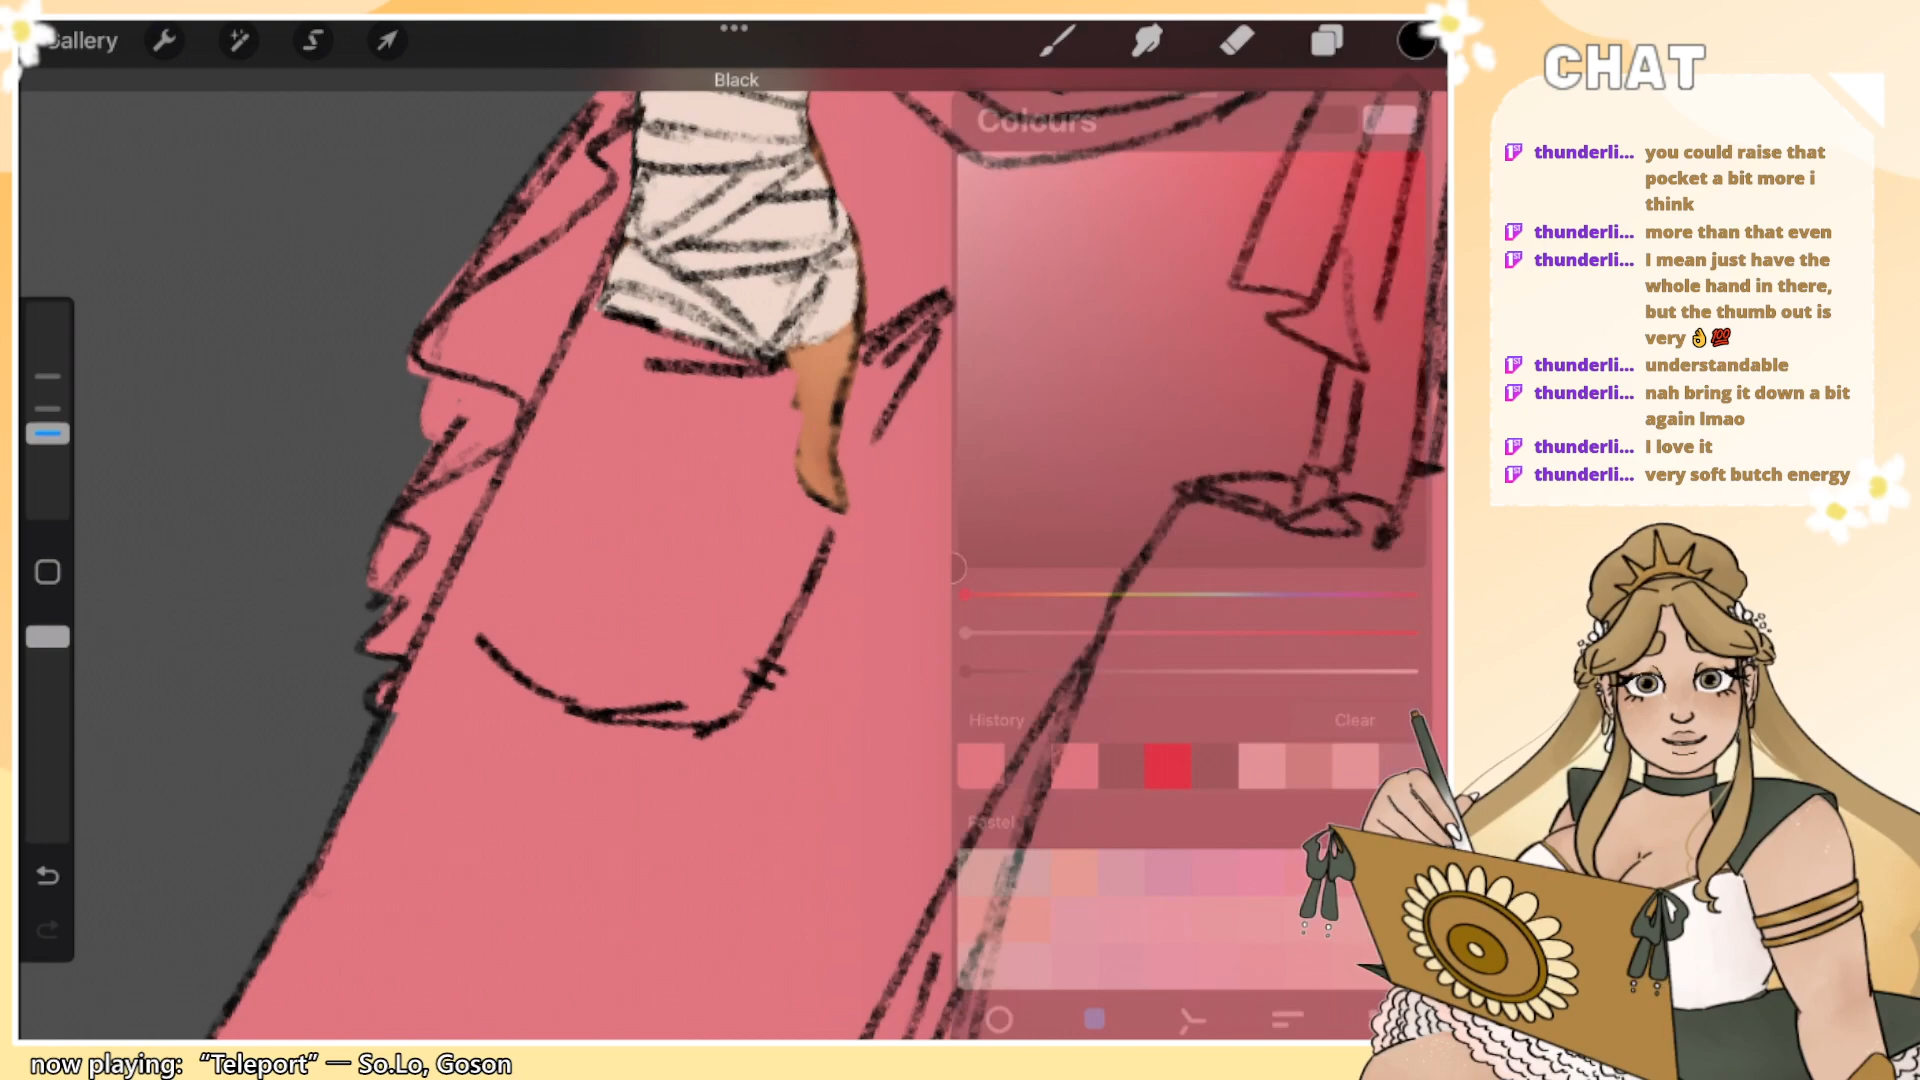 Gallery
Black
Colours
History
Clear
Pastel
CHAT
thunderli... you could raise that
pocket a bit more i
think
thunderli... more than that even
thunderli... I mean just have the
whole hand in there,
but the thumb out is
very 👌💯
thunderli... understandable
thunderli... nah bring it down a bit
again lmao
thunderli... I love it
thunderli... very soft butch energy
now playing: “Teleport” — So.Lo, Goson